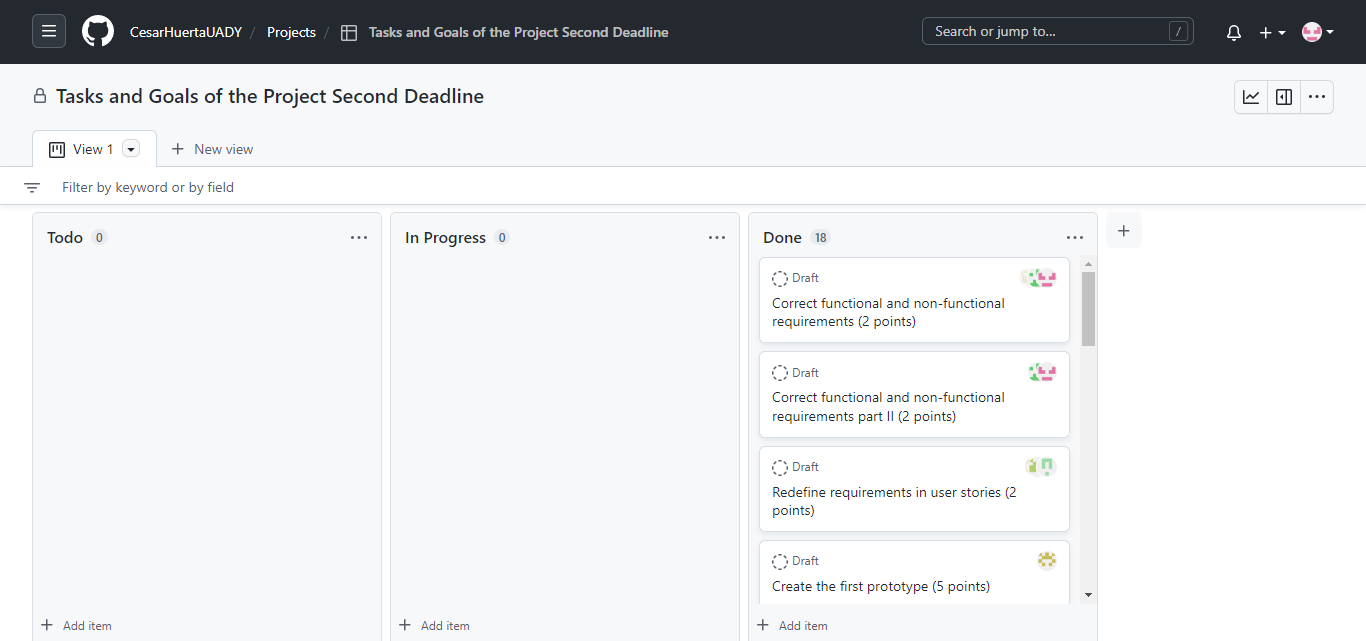 CesarHuertaUADY / Projects / Tasks and Goals of the Project Second Deadline
Search or jump to... /
Tasks and Goals of the Project Second Deadline
View 1
New view
Filter by keyword or by field
Todo 0
Add item
In Progress 0
Add item
Done 18
Draft
Correct functional and non-functional
requirements (2 points)
Draft
Correct functional and non-functional
requirements part II (2 points)
Draft
Redefine requirements in user stories (2
points)
Draft
Create the first prototype (5 points)
Add item